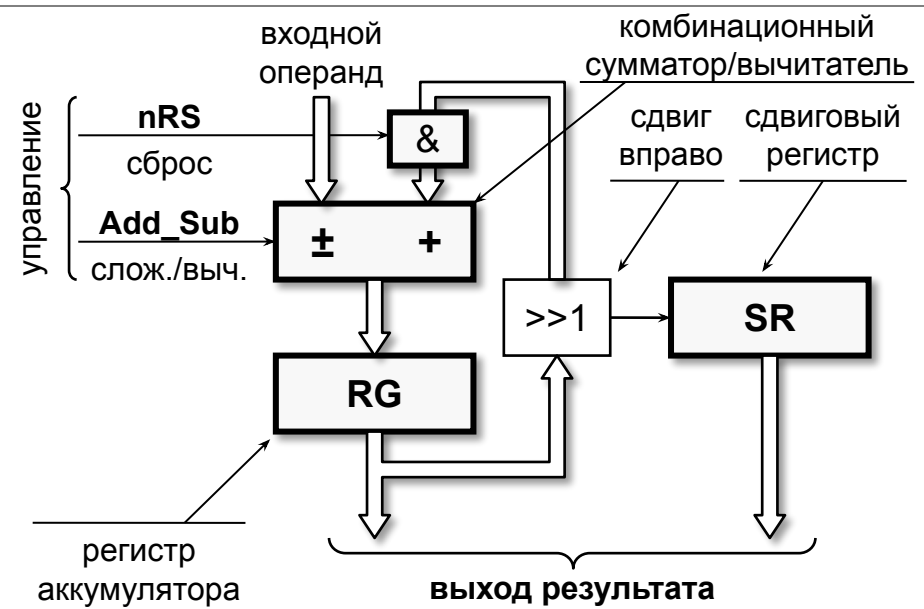 входной
операнд
комбинационный
сумматор/вычитатель
управление
nRS
сброс
&
сдвиг
вправо
сдвиговый
регистр
Add_Sub
слож./выч.
± +
>>1
SR
RG
регистр
аккумулятора
выход результата